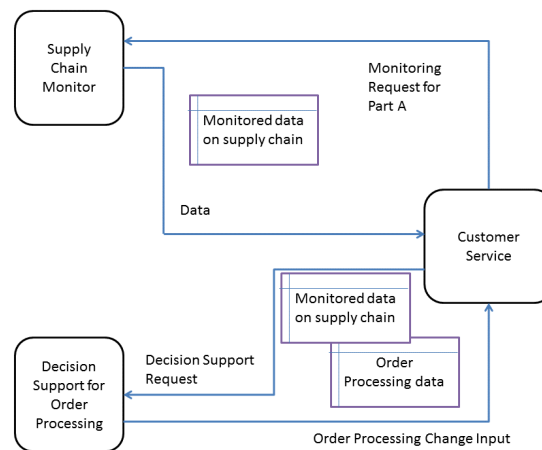 Supply
Chain
Monitor
Monitoring
Request for
Part A
Monitored data
on supply chain
Data
Customer
Service
Monitored data
on supply chain
Decision Support
Request
Order
Processing data
Decision
Support for
Order
Processing
Order Processing Change Input